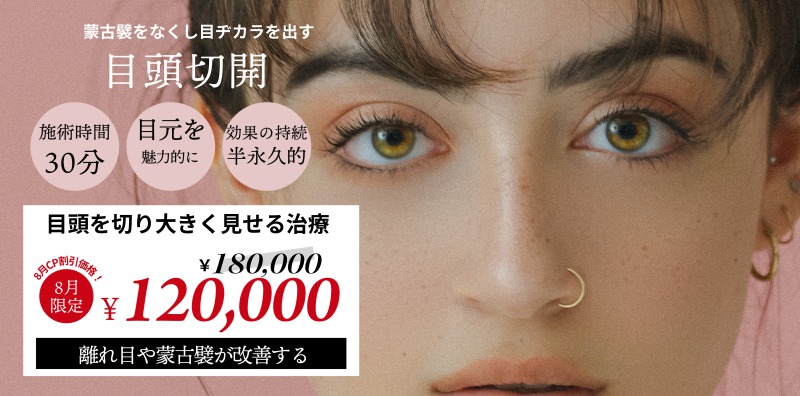 蒙古襞をなくし目ヂカラを出す
目頭切開
施術時間
30分
目元を
魅力的に
効果の持続
半永久的
目頭を切り大きく見せる治療
8月CP割引価格！
8月
限定
¥180,000
¥120,000
離れ目や蒙古襞が改善する